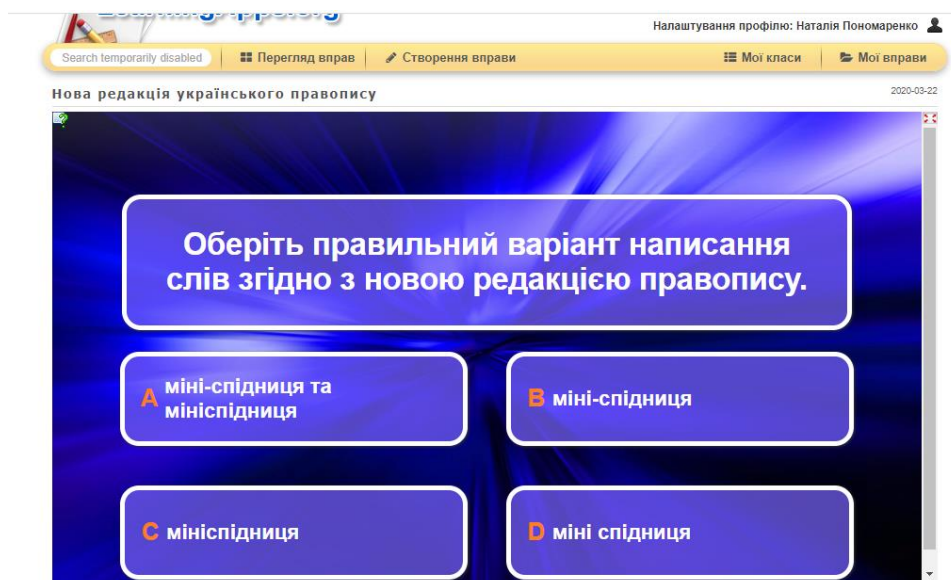 LearningApps.org
Налаштування профілю: Наталія Пономаренко
Search temporarily disabled
Перегляд вправ
Створення вправи
Мої класи
Мої вправи
Нова редакція українського правопису
2020-03-22
Оберіть правильний варіант написання
слів згідно з новою редакцією правопису.
A міні-спідниця та
мініспідниця
B міні-спідниця
C мініспідниця
D міні спідниця